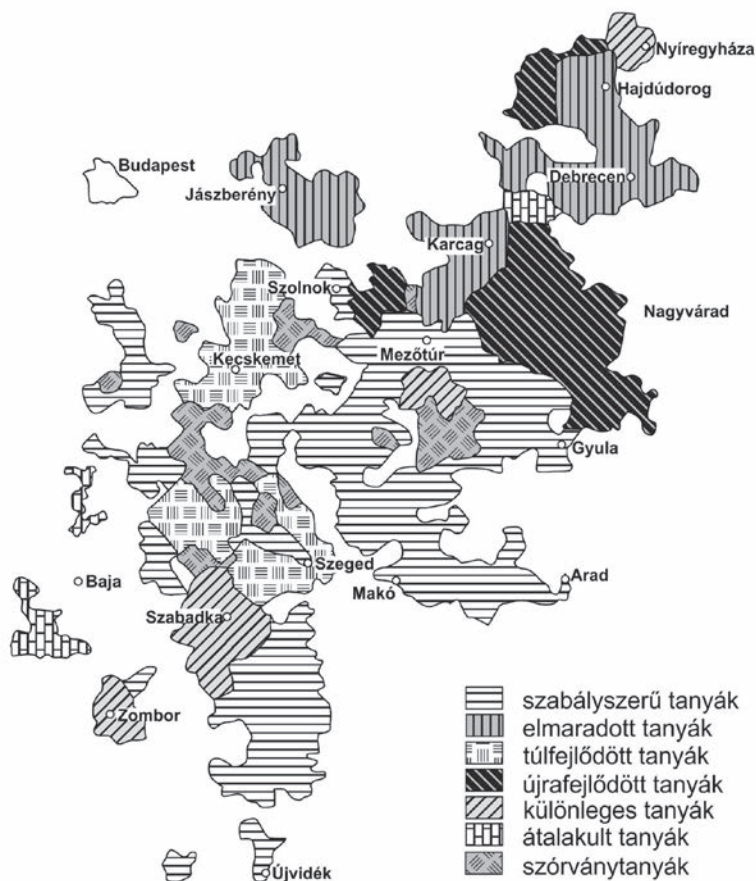 Nyíregyháza
Hajdúdorog
Budapest
Debrecen
Jászberény
Karcag
Szolnok
Nagyvárad
Mezőtúr
Kecskemet
Gyula
Szeged
Baja
Arad
Makó
Szabadka
Zombor
Újvidék
szabályszerű tanyák
elmaradott tanyák
túlfejlődött tanyák
újrafejlődött tanyák
különleges tanyák
átalakult tanyák
szórványtanyák